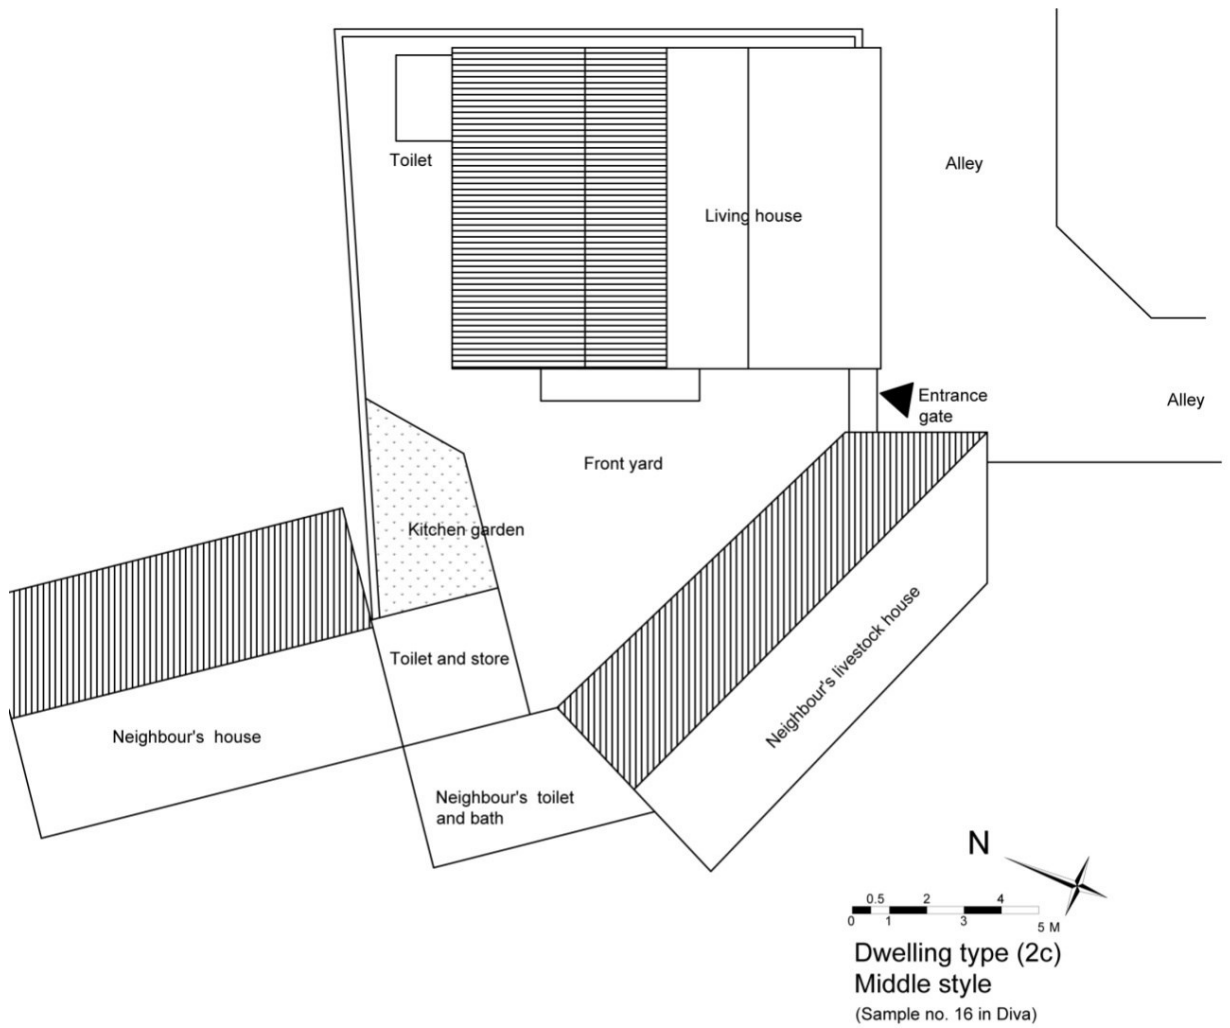 Toilet
Alley
Living house
Entrance
gate
Alley
Front yard
Kitchen garden
Toilet and store
Neighbour's livestock house
Neighbour's house
Neighbour's toilet
and bath
N
0.5 2 4
0 1 3 5 M
Dwelling type (2c)
Middle style
(Sample no. 16 in Diva)